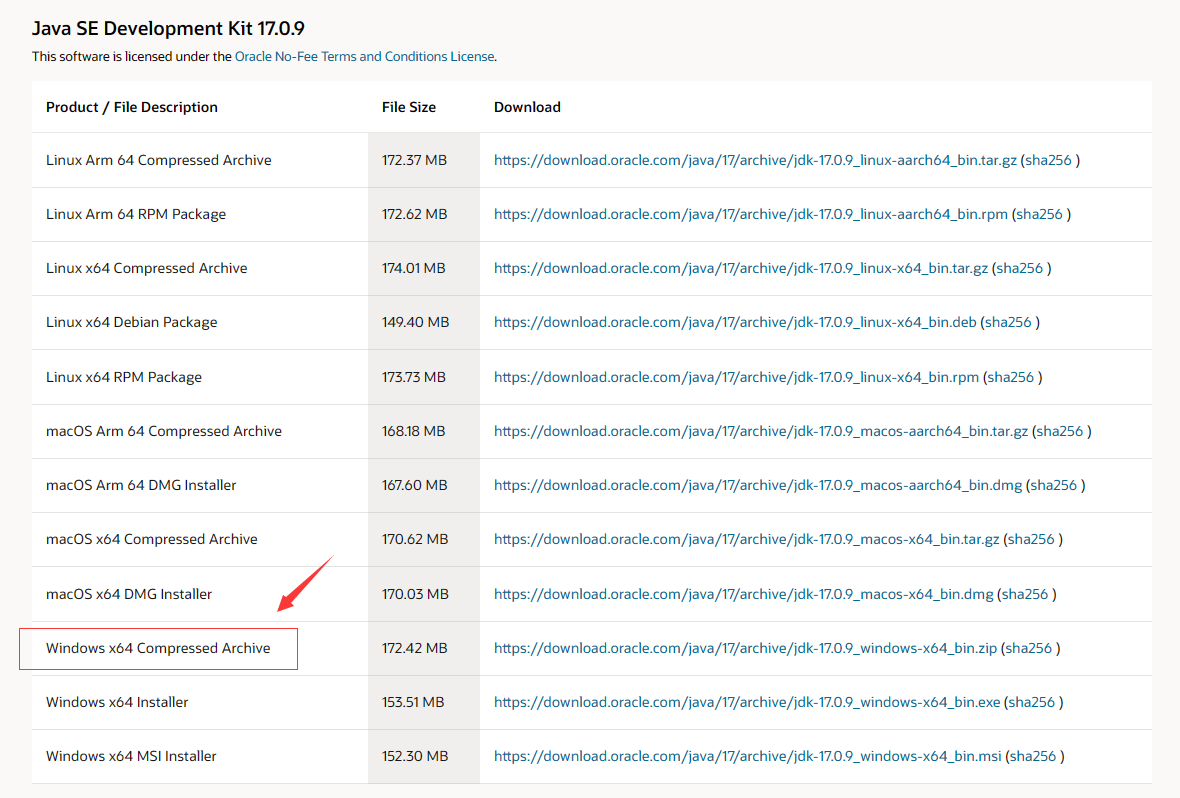 Java SE Development Kit 17.0.9
This software is licensed under the Oracle No-Fee Terms and Conditions License.
Product / File Description File Size Download
Linux Arm 64 Compressed Archive 172.37 MB https://download.oracle.com/java/17/archive/jdk-17.0.9_linux-aarch64_bin.tar.gz (sha256 )
Linux Arm 64 RPM Package 172.62 MB https://download.oracle.com/java/17/archive/jdk-17.0.9_linux-aarch64_bin.rpm (sha256 )
Linux x64 Compressed Archive 174.01 MB https://download.oracle.com/java/17/archive/jdk-17.0.9_linux-x64_bin.tar.gz (sha256 )
Linux x64 Debian Package 149.40 MB https://download.oracle.com/java/17/archive/jdk-17.0.9_linux-x64_bin.deb (sha256 )
Linux x64 RPM Package 173.73 MB https://download.oracle.com/java/17/archive/jdk-17.0.9_linux-x64_bin.rpm (sha256 )
macOS Arm 64 Compressed Archive 168.18 MB https://download.oracle.com/java/17/archive/jdk-17.0.9_macos-aarch64_bin.tar.gz (sha256 )
macOS Arm 64 DMG Installer 167.60 MB https://download.oracle.com/java/17/archive/jdk-17.0.9_macos-aarch64_bin.dmg (sha256 )
macOS x64 Compressed Archive 170.62 MB https://download.oracle.com/java/17/archive/jdk-17.0.9_macos-x64_bin.tar.gz (sha256 )
macOS x64 DMG Installer 170.03 MB https://download.oracle.com/java/17/archive/jdk-17.0.9_macos-x64_bin.dmg (sha256 )
Windows x64 Compressed Archive 172.42 MB https://download.oracle.com/java/17/archive/jdk-17.0.9_windows-x64_bin.zip (sha256 )
Windows x64 Installer 153.51 MB https://download.oracle.com/java/17/archive/jdk-17.0.9_windows-x64_bin.exe (sha256 )
Windows x64 MSI Installer 152.30 MB https://download.oracle.com/java/17/archive/jdk-17.0.9_windows-x64_bin.msi (sha256 )